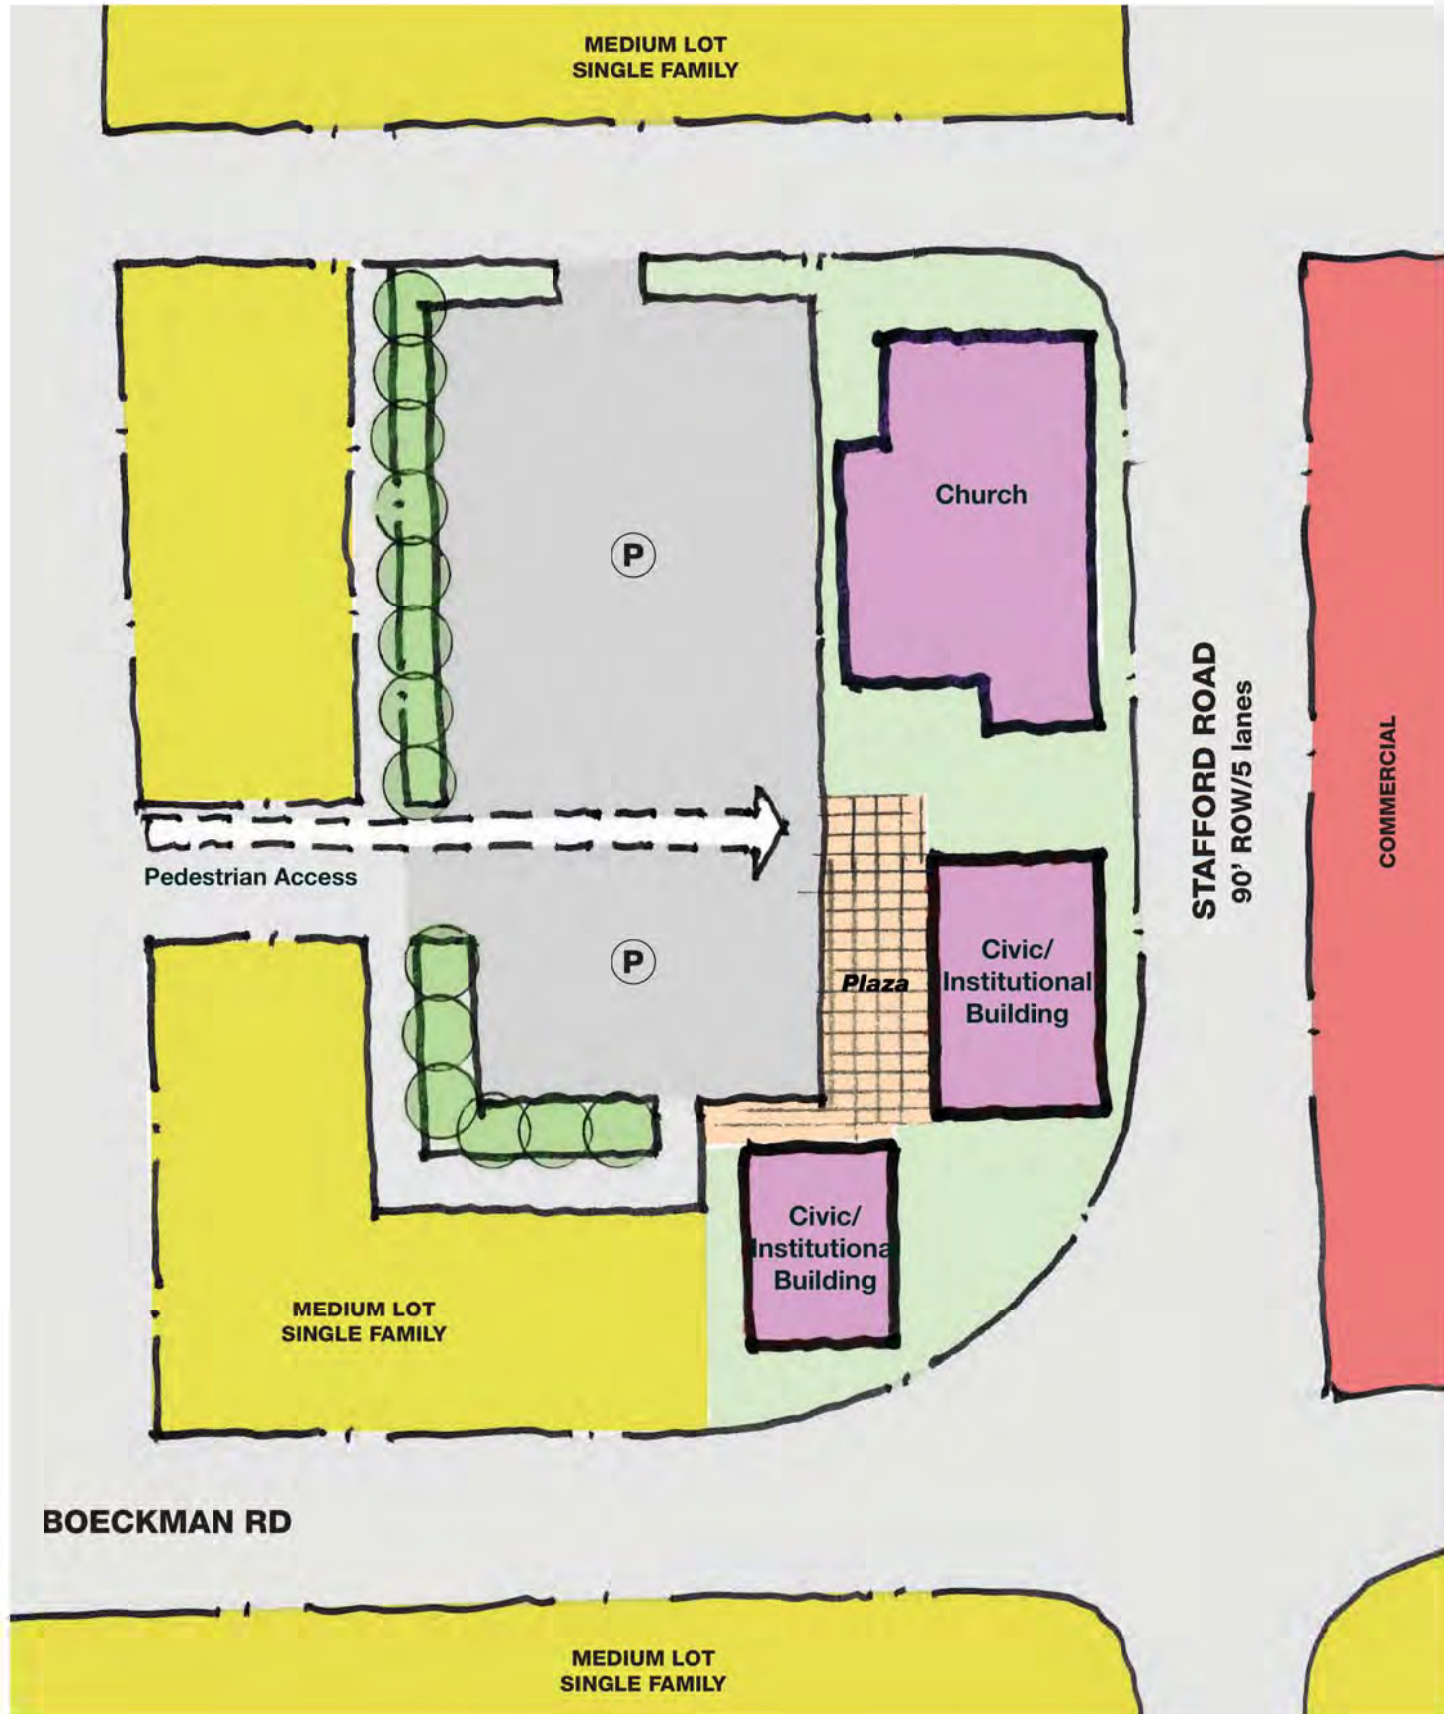 MEDIUM LOT
SINGLE FAMILY
Church
P
STAFFORD ROAD
90' ROW/5 lanes
COMMERCIAL
Pedestrian Access
P
Plaza
Civic/
Institutional
Building
Civic/
Institutiona
Building
MEDIUM LOT
SINGLE FAMILY
BOECKMAN RD
MEDIUM LOT
SINGLE FAMILY